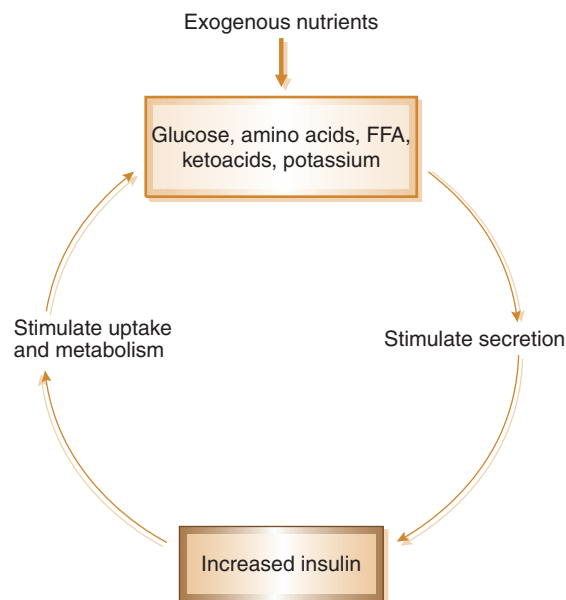 Exogenous nutrients
Glucose, amino acids, FFA,
ketoacids, potassium
Stimulate secretion
Increased insulin
Stimulate uptake
and metabolism